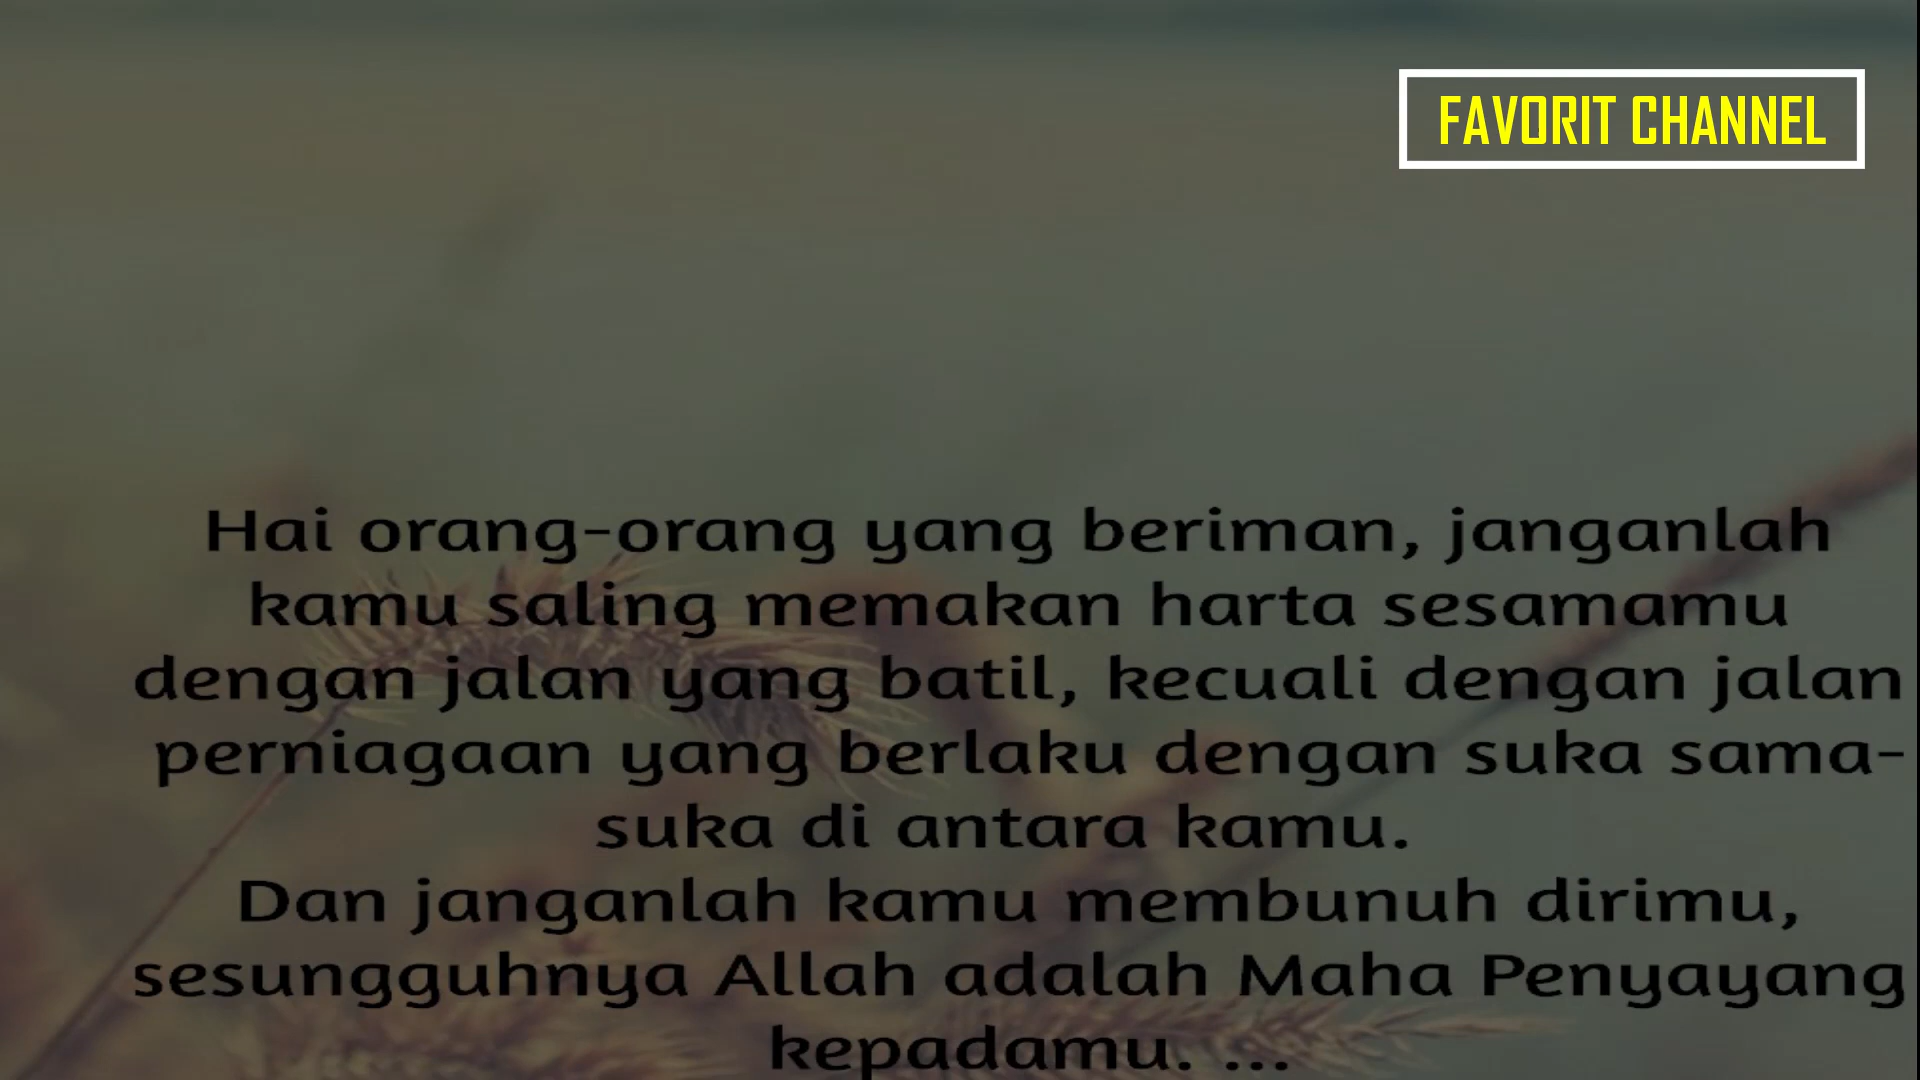 FAVORIT CHANNEL
Hai orang-orang yang beriman, janganlah
kamu saling memakan harta sesamamu
dengan jalan yang batil, kecuali dengan jalan
perniagaan yang berlaku dengan suka sama-
suka di antara kamu.
Dan janganlah kamu membunuh dirimu,
sesungguhnya Allah adalah Maha Penyayang
kepadamu. ...